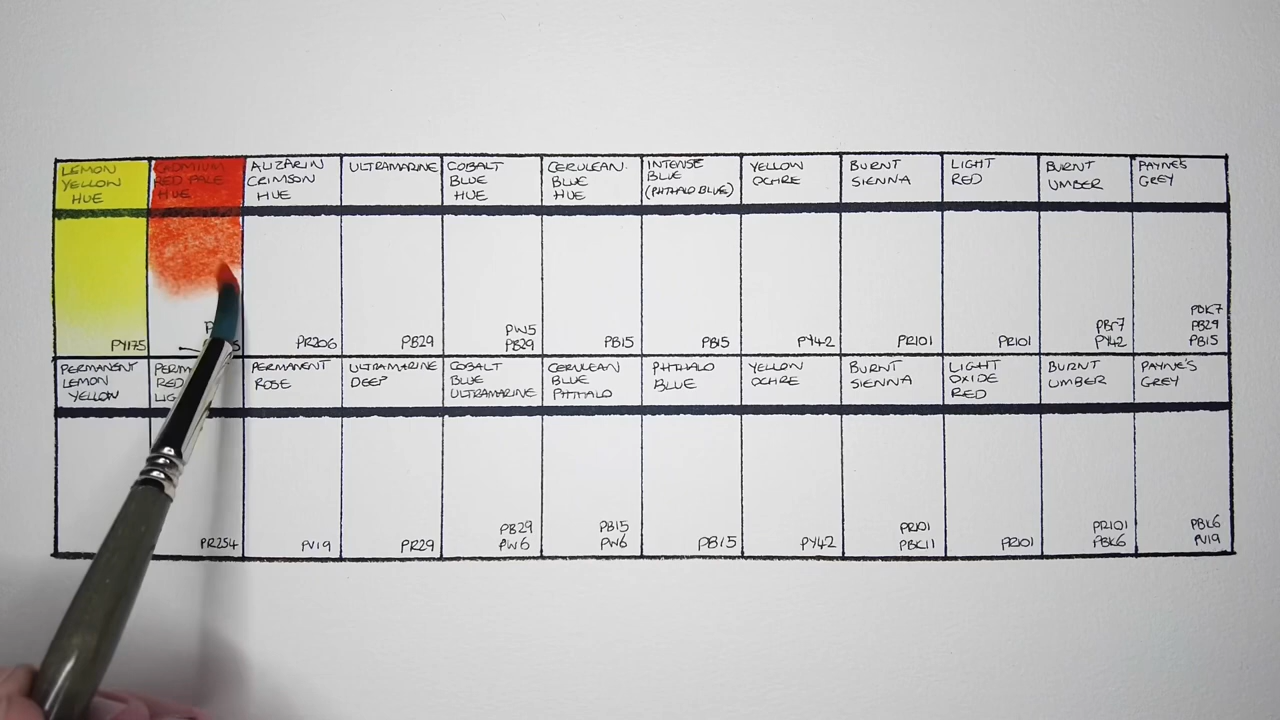 LEMON
YELLOW
HUE
CADMIUM
RED PALE
HUE
ALIZARIN
CRIMSON
HUE
ULTRAMARINE
COBALT
BLUE
HUE
CERULEAN
BLUE
HUE
INTENSE
BLUE
(PHTHALO BLUE)
YELLOW
OCHRE
BURNT
SIENNA
LIGHT
RED
BURNT
UMBER
PAYNE'S
GREY
PY175
PR206
PB29
PW5
PB29
PB15
PB15
PY42
PR101
PR101
PBr7
PY42
PBK7
PB29
PB15
PERMANENT
LEMON
YELLOW
RED
PERMANENT
ROSE
ULTRAMARINE
DEEP
COBALT
BLUE
ULTRAMARINE
CERULEAN
BLUE
PHTHALO
PHTHALO
BLUE
YELLOW
OCHRE
BURNT
SIENNA
LIGHT
OXIDE
RED
BURNT
UMBER
PAYNE'S
GREY
PR254
PV19
PR29
PB29
PW6
PB15
PW6
PB15
PY42
PR101
PBK11
PR101
PR101
PBK6
PBK6
PV19